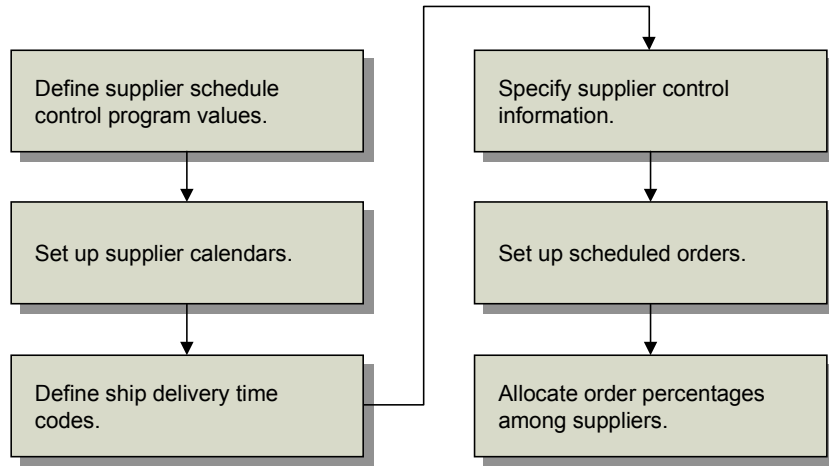 Define supplier schedule
control program values.
Set up supplier calendars.
Define ship delivery time
codes.
Specify supplier control
information.
Set up scheduled orders.
Allocate order percentages
among suppliers.